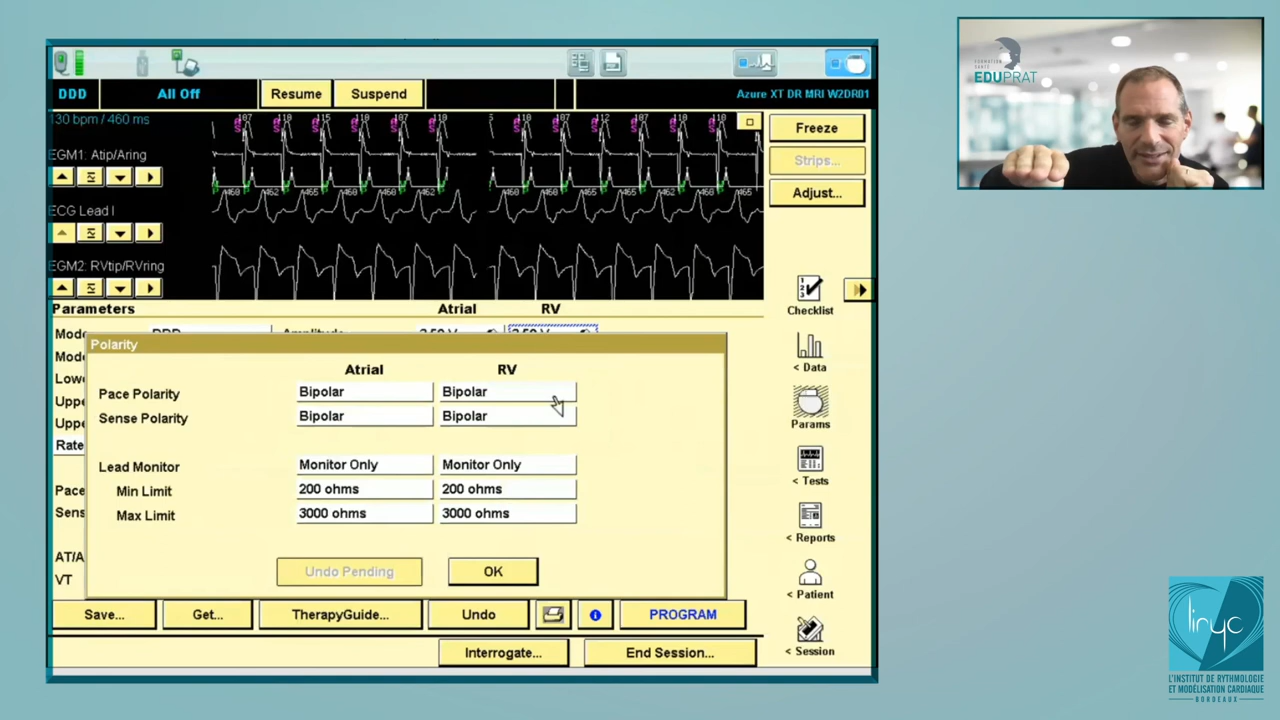 DDD
All Off
Resume
Suspend
Azure XT DR MRI W2DR01
130 bpm / 460 ms
EGM1: Atip/Aring
ECG Lead I
EGM2: RVtip/RVring
Freeze
Strips...
Adjust...
Checklist
< Data
Params
< Tests
< Reports
< Patient
< Session
Parameters
Atrial
RV
Polarity
Atrial
RV
Pace Polarity
Bipolar
Bipolar
Sense Polarity
Bipolar
Bipolar
Lead Monitor
Monitor Only
Monitor Only
Min Limit
200 ohms
200 ohms
Max Limit
3000 ohms
3000 ohms
Undo Pending
OK
Rate
VT
Save...
Get...
TherapyGuide...
Undo
PROGRAM
Interrogate...
End Session...
FORMATION
SANTÉ
EDUPRAT
liryc
L'INSTITUT DE RYTHMOLOGIE
ET MODÉLISATION CARDIAQUE
BORDEAUX